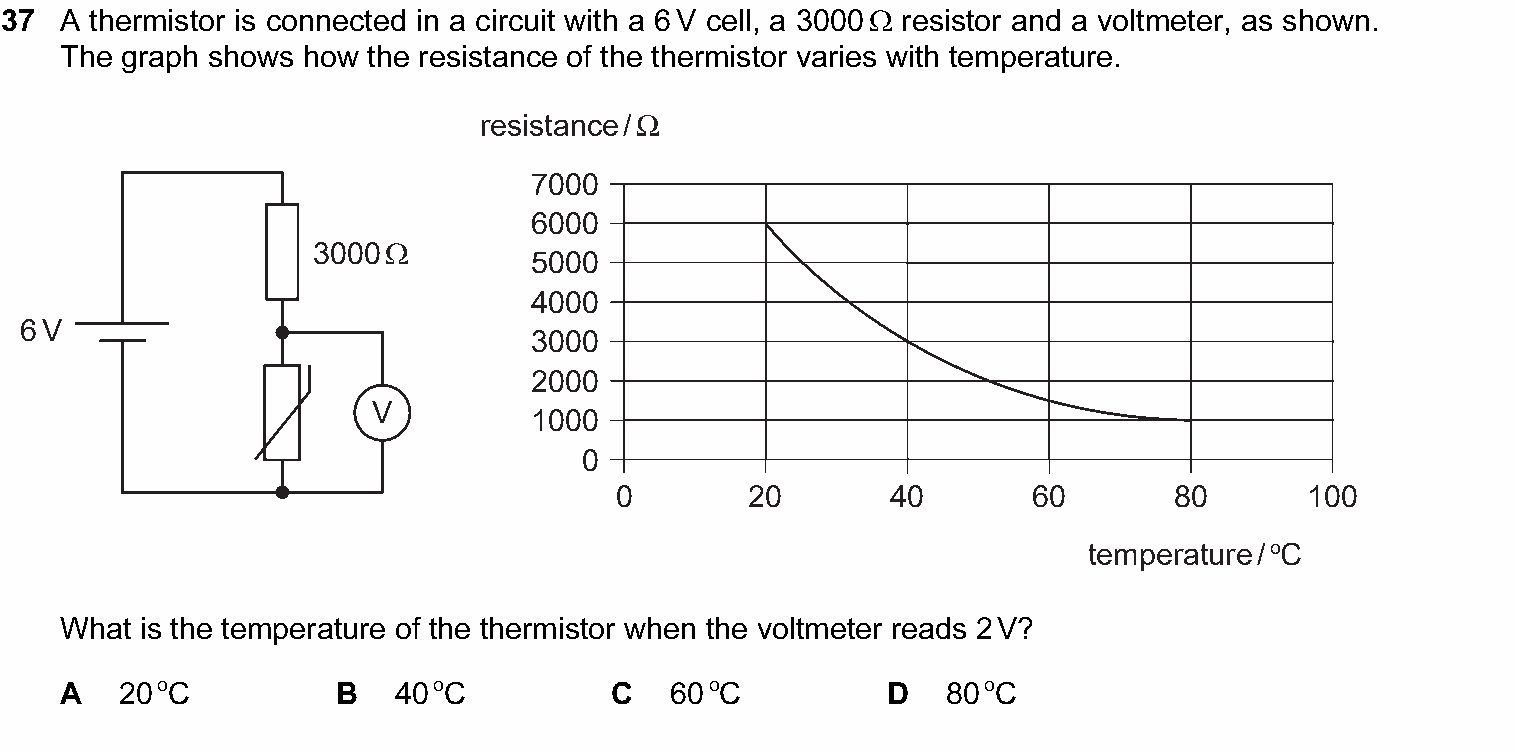 37 A thermistor is connected in a circuit with a 6 V cell, a 3000 Ω resistor and a voltmeter, as shown.
The graph shows how the resistance of the thermistor varies with temperature.
resistance / Ω
3000 Ω
6 V
V
7000
6000
5000
4000
3000
2000
1000
0
0 20 40 60 80 100
temperature / °C
What is the temperature of the thermistor when the voltmeter reads 2 V?
A 20 °C B 40 °C C 60 °C D 80 °C